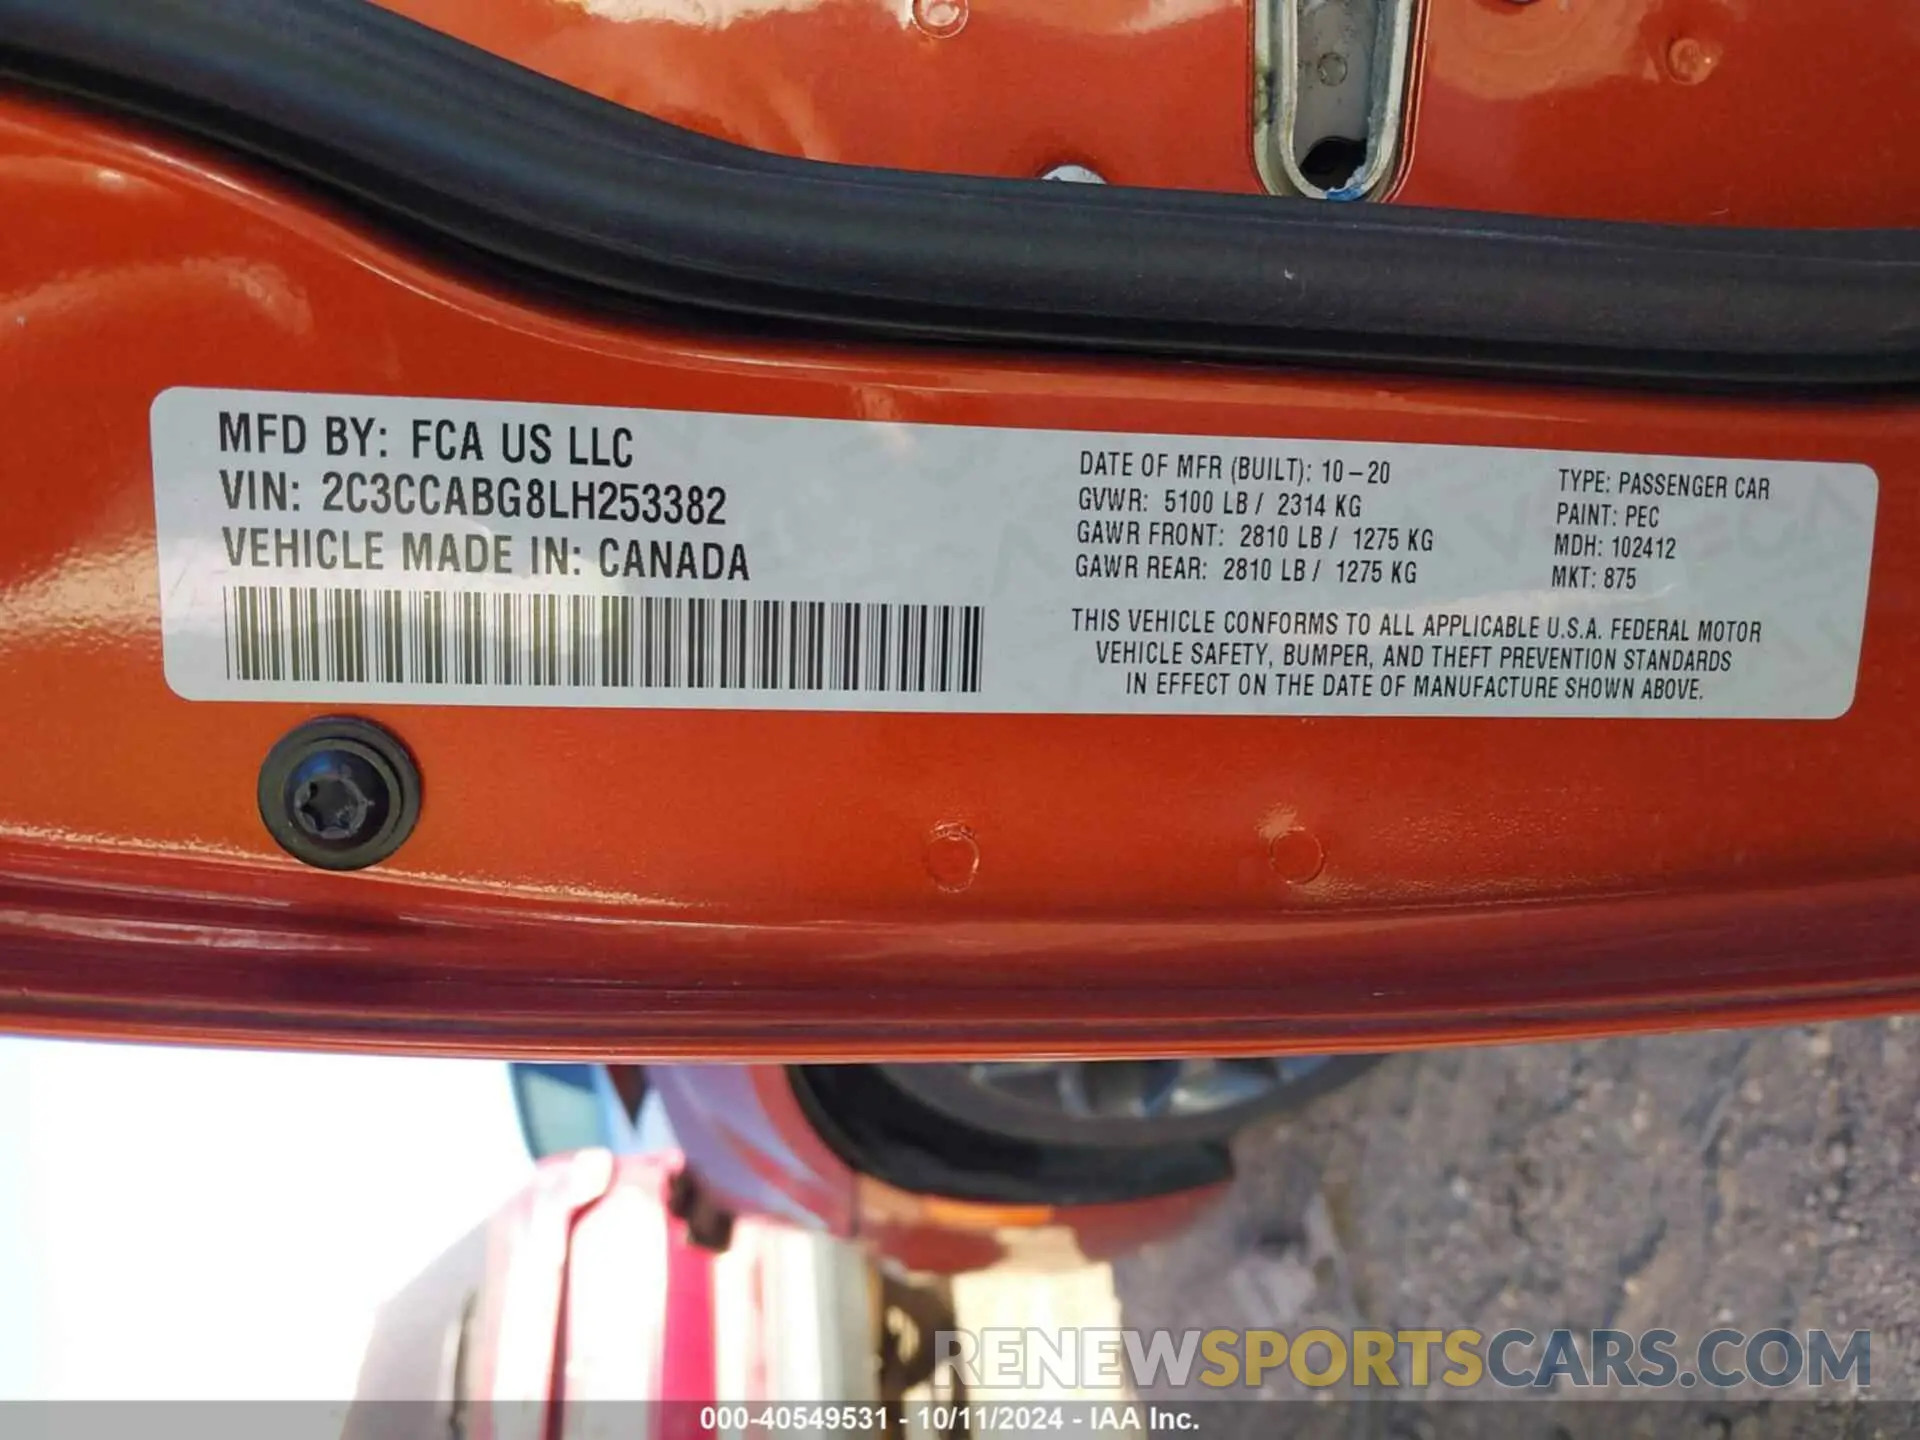 MFD BY: FCA US LLC
VIN: 2C3CCABG8LH253382
VEHICLE MADE IN: CANADA
DATE OF MFR (BUILT): 10-20
GVWR: 5100 LB / 2314 KG
GAWR FRONT: 2810 LB / 1275 KG
GAWR REAR: 2810 LB / 1275 KG
TYPE: PASSENGER CAR
PAINT: PEC
MDH: 102412
MKT: 875
THIS VEHICLE CONFORMS TO ALL APPLICABLE U.S.A. FEDERAL MOTOR
VEHICLE SAFETY, BUMPER, AND THEFT PREVENTION STANDARDS
IN EFFECT ON THE DATE OF MANUFACTURE SHOWN ABOVE.
RENEWSPORTSCARS.COM
000-40549531 - 10/11/2024 - IAA Inc.